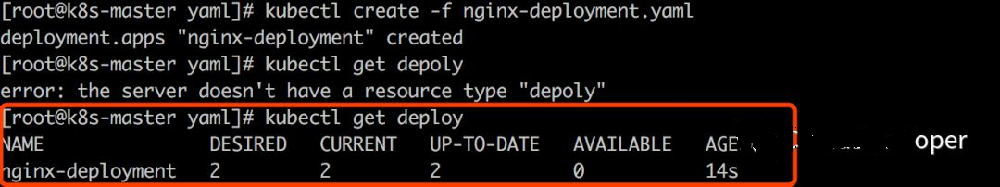 [root@k8s-master yaml]# kubectl create -f nginx-deployment.yaml
deployment.apps "nginx-deployment" created
[root@k8s-master yaml]# kubectl get depoly
error: the server doesn't have a resource type "depoly"
[root@k8s-master yaml]# kubectl get deploy
NAME DESIRED CURRENT UP-TO-DATE AVAILABLE AGE
nginx-deployment 2 2 2 0 14s